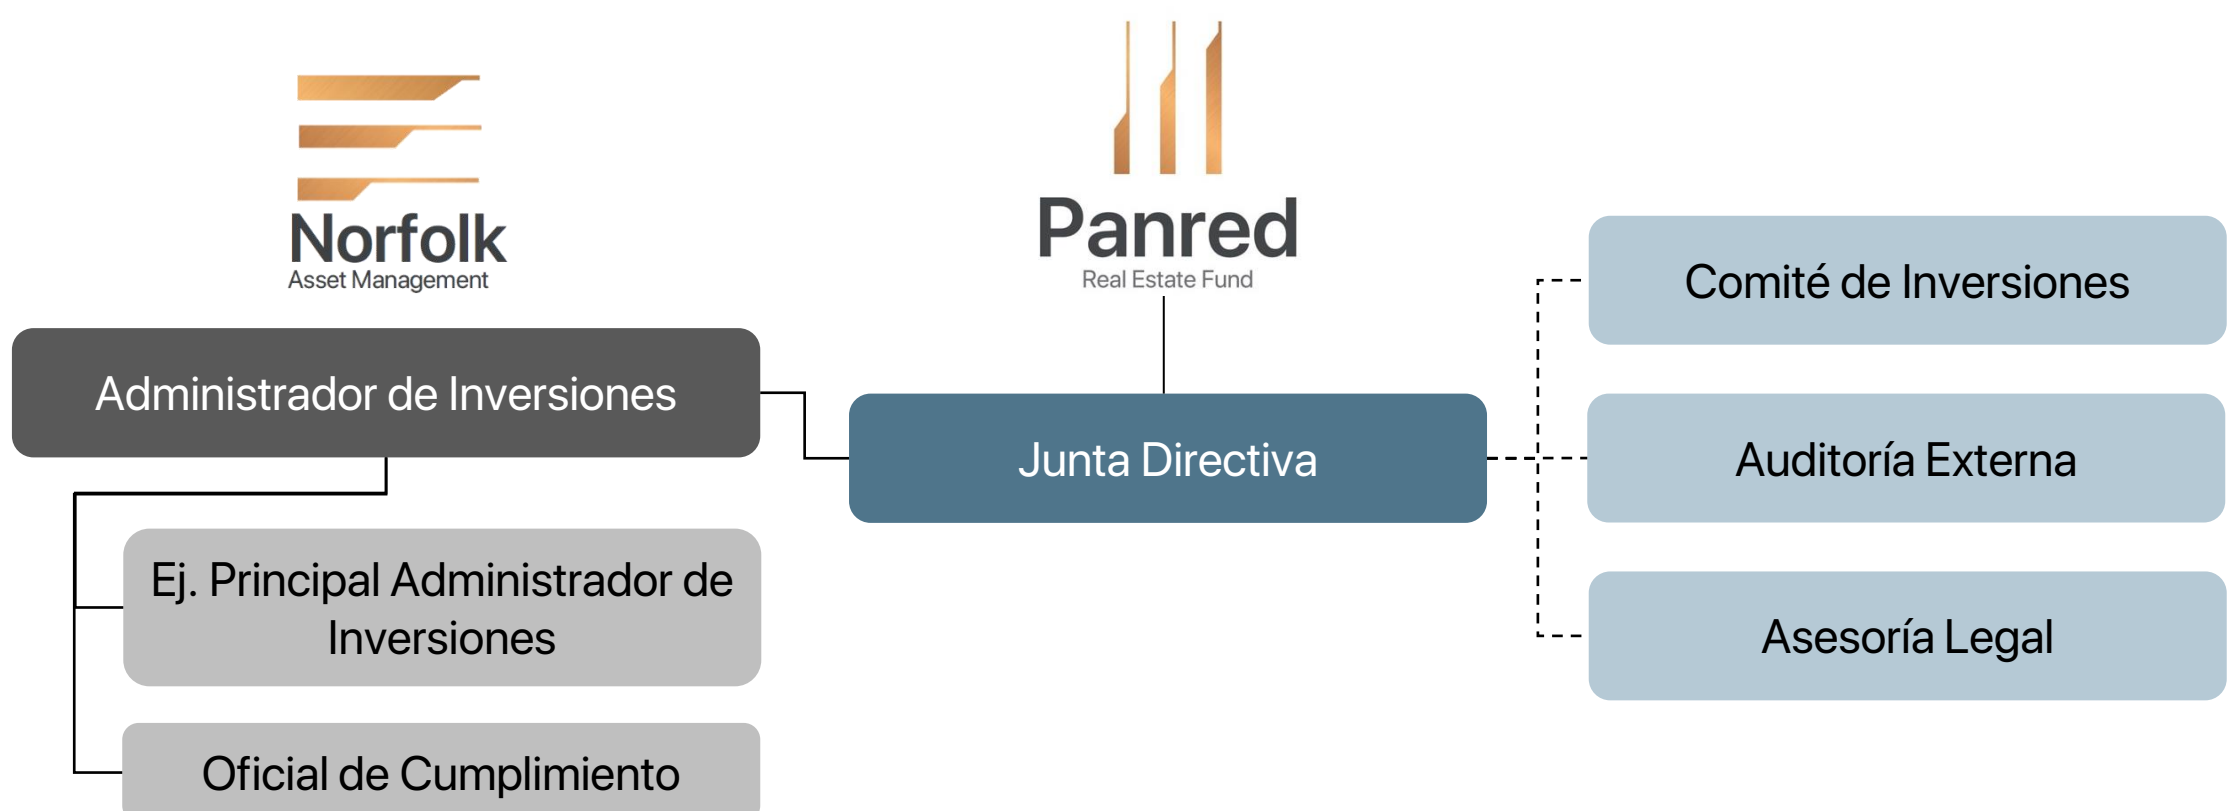 Norfolk
Asset Management
Panred
Real Estate Fund
Administrador de Inversiones
Ej. Principal Administrador de
Inversiones
Oficial de Cumplimiento
Junta Directiva
Comité de Inversiones
Auditoría Externa
Asesoría Legal